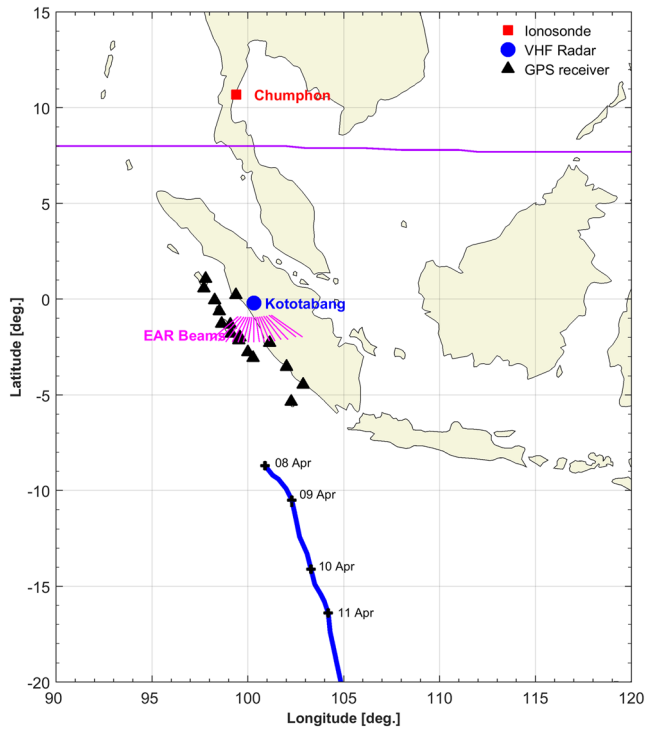 15
10
5
0
-5
-10
-15
-20
90
95
100
105
110
115
120
Latitude [deg.]
Longitude [deg.]
Ionosonde
VHF Radar
GPS receiver
Chumphon
Kototabang
EAR Beams
08 Apr
09 Apr
10 Apr
11 Apr